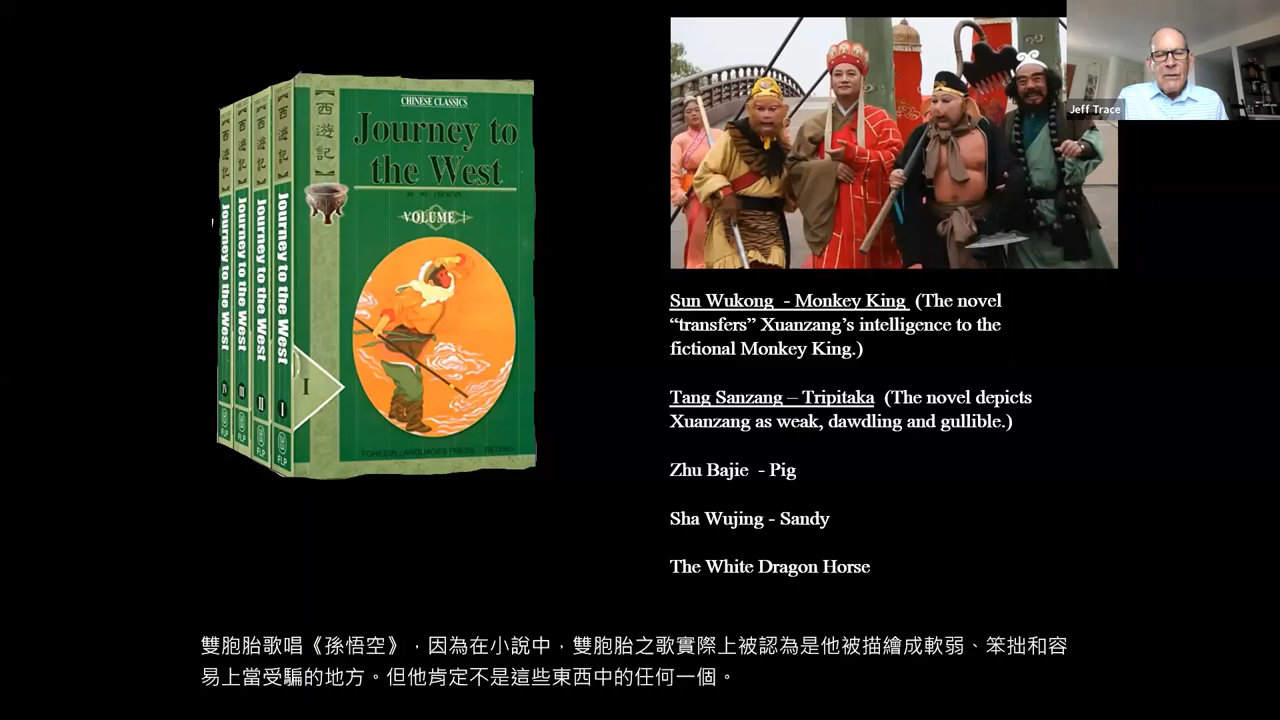 CHINESE CLASSICS
Journey to
the West
VOLUME I
I
西遊記
西遊記
西遊記
西遊記
Journey to the West
Journey to the West
Journey to the West
Journey to the West
IV
III
II
I
FLP
FLP
FLP
FLP
FOREIGN LANGUAGES PRESS BEIJING
Jeff Trace
Sun Wukong - Monkey King (The novel
“transfers” Xuanzang’s intelligence to the
fictional Monkey King.)
Tang Sanzang – Tripitaka (The novel depicts
Xuanzang as weak, dawdling and gullible.)
Zhu Bajie - Pig
Sha Wujing - Sandy
The White Dragon Horse
雙胞胎歌唱《孫悟空》，因為在小說中，雙胞胎之歌實際上被認為是他被描繪成軟弱、笨拙和容
易上當受騙的地方。但他肯定不是這些東西中的任何一個。